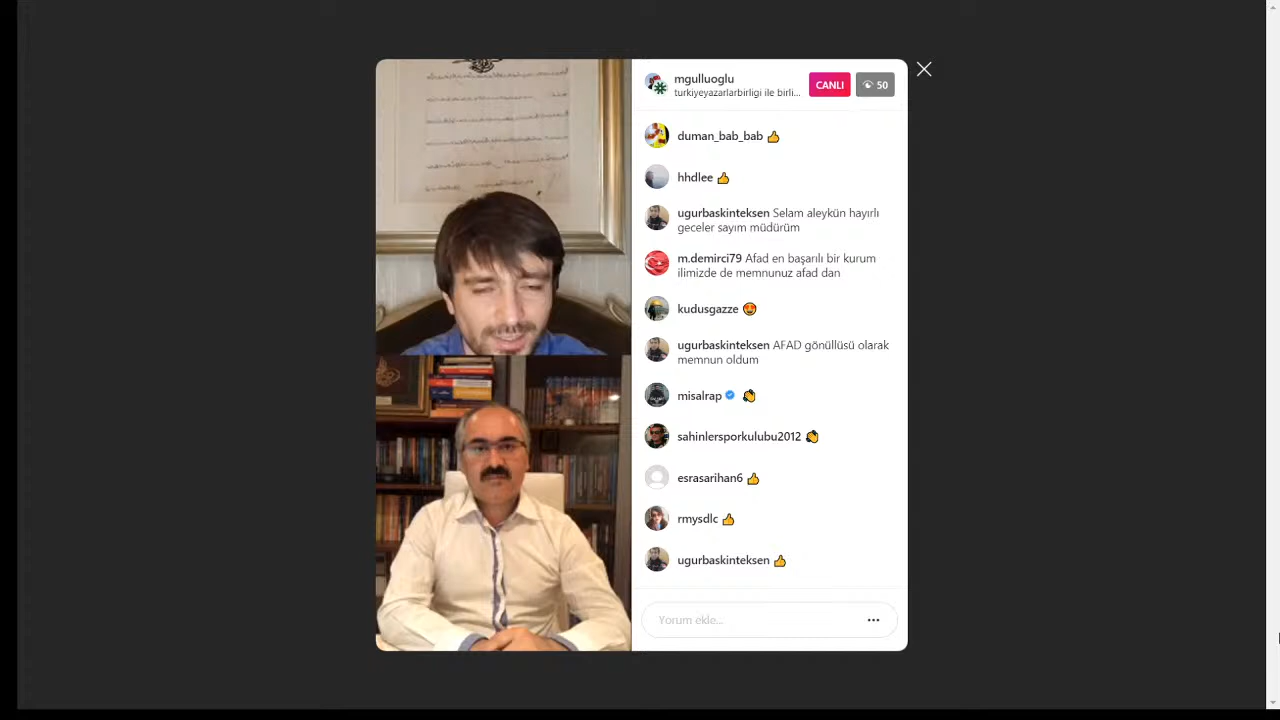 mgulluoglu
turkiyeyazarlarbirligi ile birli...
CANLI
50
duman_bab_bab 👍
hhdlee 👍
ugurbaskinteksen Selam aleykün hayırlı
geceler sayım müdürüm
m.demirci79 Afad en başarılı bir kurum
ilimizde de memnunuz afad dan
kudusgazze 😍
ugurbaskinteksen AFAD gönüllüsü olarak
memnun oldum
misalrap 👏
sahinlersporkulubu2012 👏
esrasarihan6 👍
rmysdlc 👍
ugurbaskinteksen 👍
Yorum ekle...